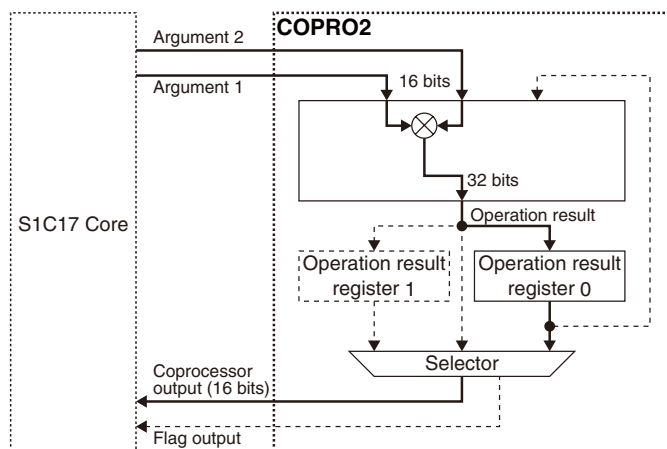 COPRO2
Argument 2
Argument 1
16 bits
32 bits
S1C17 Core
Operation result
Operation result
register 1
Operation result
register 0
Selector
Coprocessor
output (16 bits)
Flag output